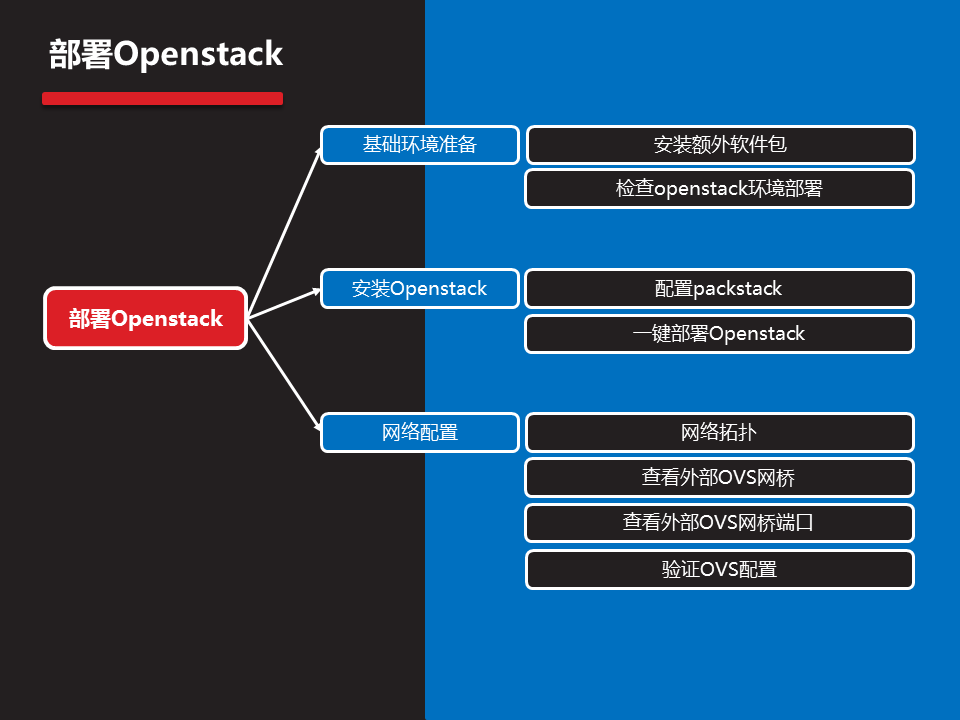 部署Openstack
部署Openstack
基础环境准备
安装额外软件包
检查openstack环境部署
安装Openstack
配置packstack
一键部署Openstack
网络配置
网络拓扑
查看外部OVS网桥
查看外部OVS网桥端口
验证OVS配置